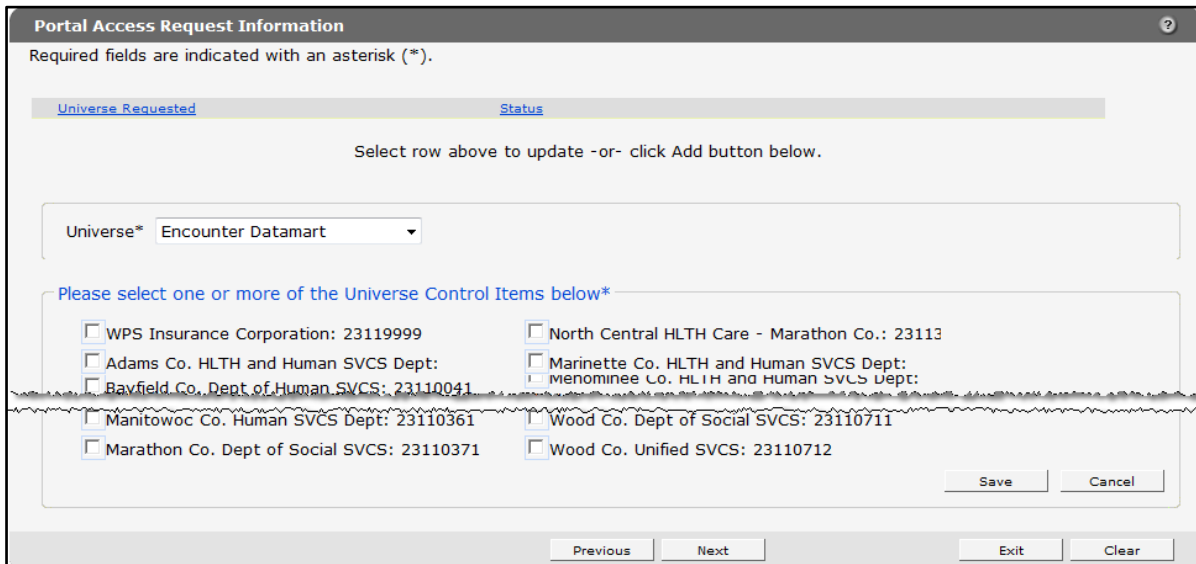 Portal Access Request Information ?
Required fields are indicated with an asterisk (*).
Universe Requested Status
Select row above to update -or- click Add button below.
Universe* Encounter Datamart
Please select one or more of the Universe Control Items below*
WPS Insurance Corporation: 23119999 North Central HLTH Care - Marathon Co.: 23113
Adams Co. HLTH and Human SVCS Dept: Marinette Co. HLTH and Human SVCS Dept:
Bayfield Co. Dept of Human SVCS: 23110041 Menominee Co. HLTH and Human SVCS Dept:
Manitowoc Co. Human SVCS Dept: 23110361 Wood Co. Dept of Social SVCS: 23110711
Marathon Co. Dept of Social SVCS: 23110371 Wood Co. Unified SVCS: 23110712
Save Cancel
Previous Next Exit Clear